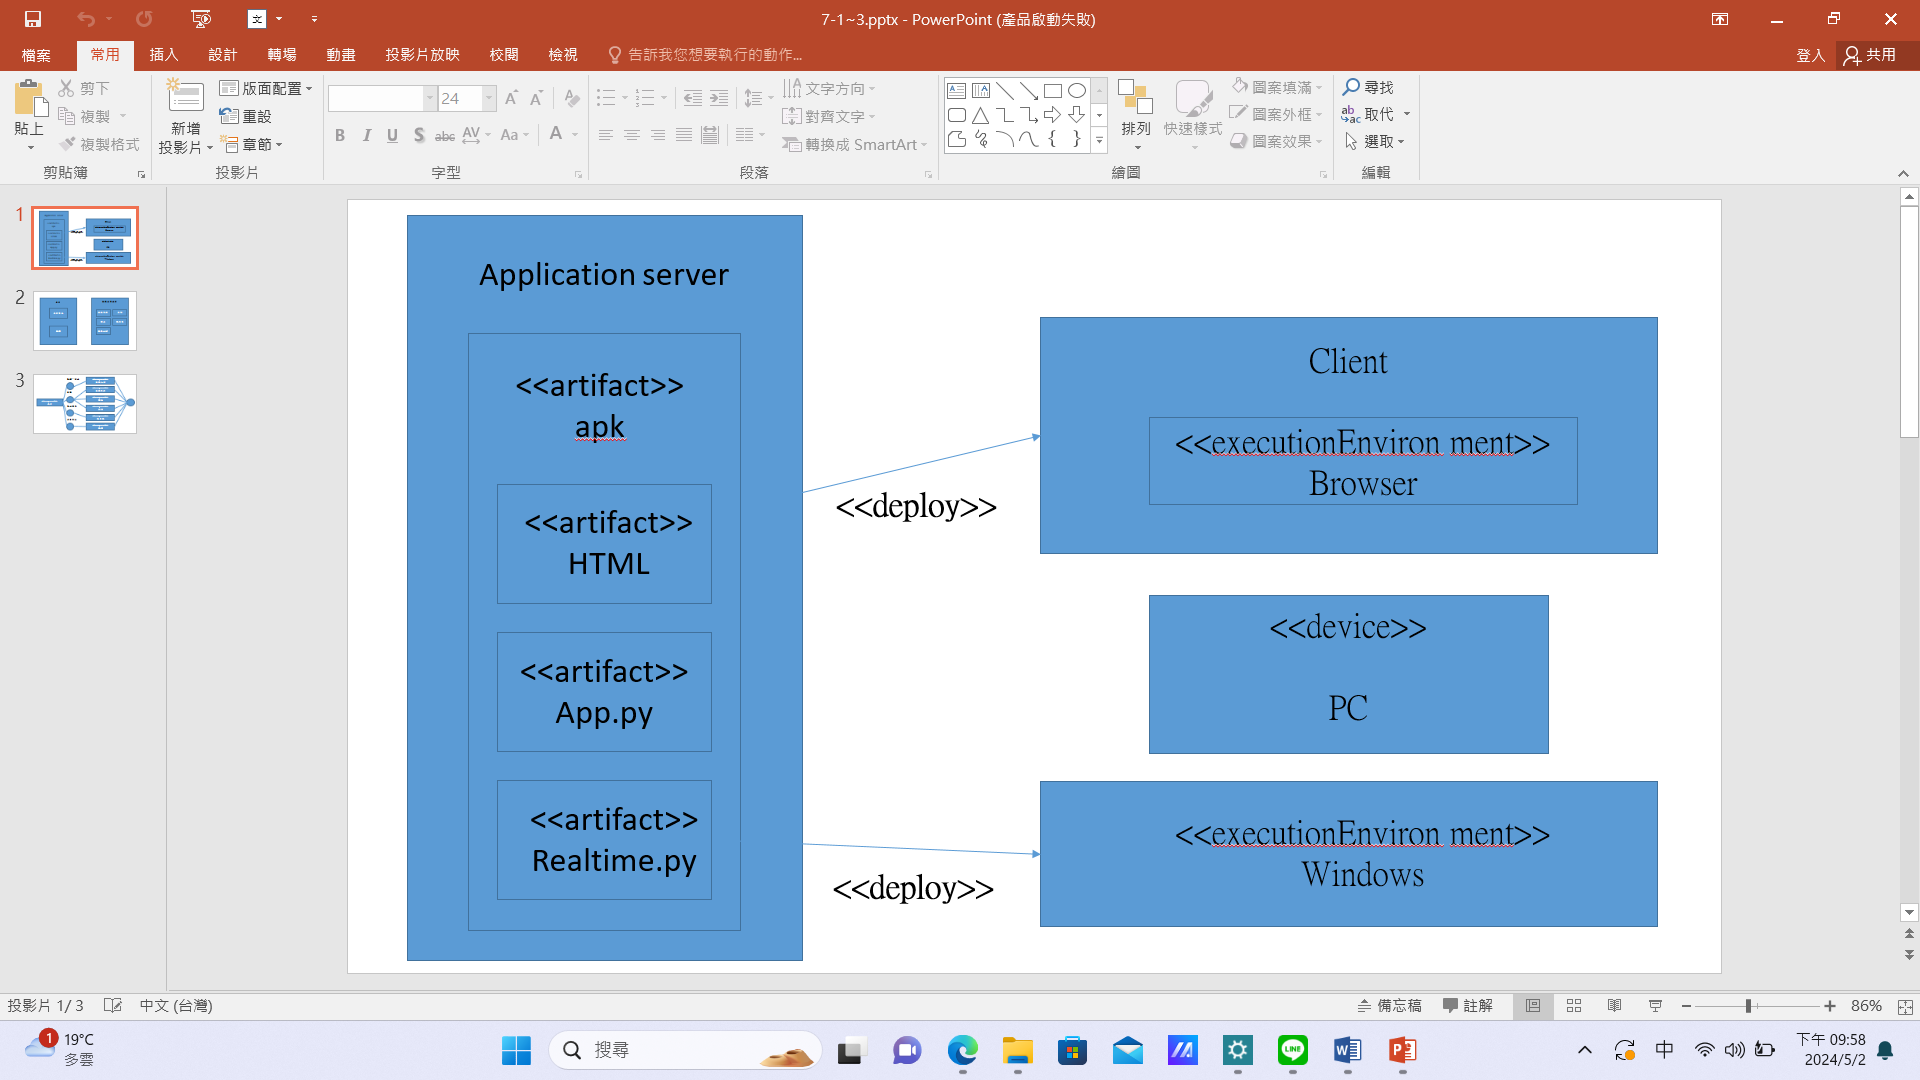 7-1~3.pptx - PowerPoint (產品啟動失敗)
檔案 常用 插入 設計 轉場 動畫 投影片放映 校閱 檢視 告訴我您想要執行的動作... 登入 共用
貼上
剪下
複製
複製格式
剪貼簿
新增
投影片
版面配置
重設
章節
投影片
24
B I U S abc AV Aa A
字型
文字方向
對齊文字
轉換成 SmartArt
段落
排列
快速樣式
圖案填滿
圖案外框
圖案效果
繪圖
尋找
取代
選取
編輯
1
2
3
Application server
<<artifact>>
apk
<<artifact>>
HTML
<<artifact>>
App.py
<<artifact>>
Realtime.py
<<deploy>>
<<deploy>>
Client
<<executionEnviron ment>>
Browser
<<device>>
PC
<<executionEnviron ment>>
Windows
投影片 1/ 3 中文 (台灣) 備忘稿 註解 86%
1
19°C
多雲
搜尋
中
下午 09:58
2024/5/2